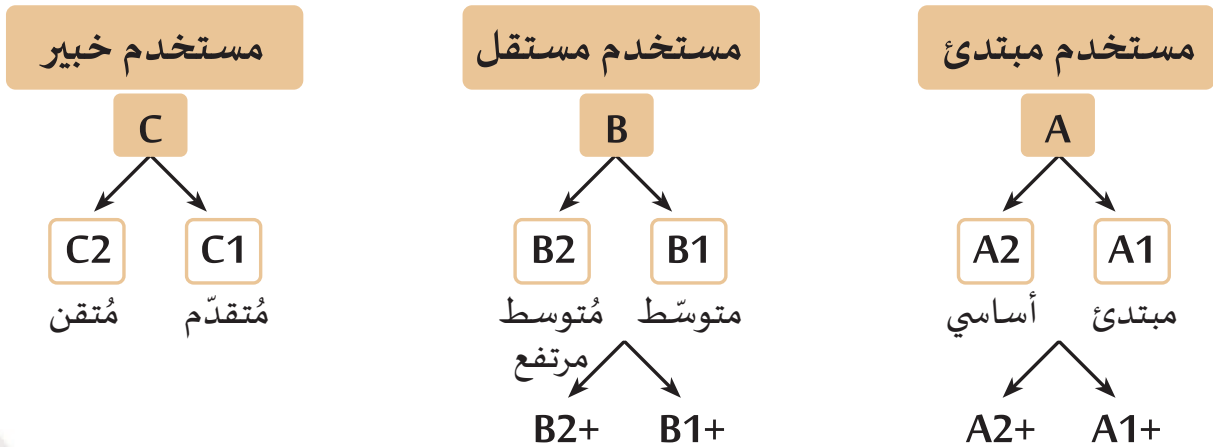 مستخدم مبتدئ
مستخدم مستقل
مستخدم خبير
A
B
C
A1
A2
B1
B2
C1
C2
مبتدئ
أساسي
متوسّط
مُتوسط
مرتفع
مُتقدّم
مُتقن
A1+
A2+
B1+
B2+